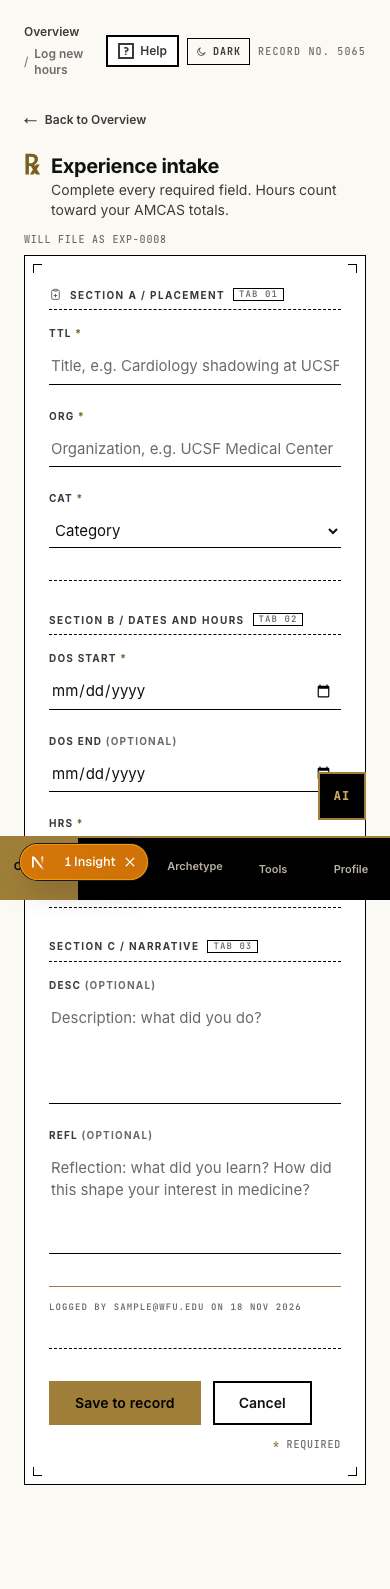 Overview
/ Log new hours
? Help
DARK
RECORD NO. 5065
← Back to Overview
℞ Experience intake
Complete every required field. Hours count
toward your AMCAS totals.
WILL FILE AS EXP-0008
SECTION A / PLACEMENT TAB 01
TTL *
Title, e.g. Cardiology shadowing at UCSF
ORG *
Organization, e.g. UCSF Medical Center
CAT *
Category
SECTION B / DATES AND HOURS TAB 02
DOS START *
mm/dd/yyyy
DOS END (OPTIONAL)
mm/dd/yyyy
AI
HRS *
N 1 Insight ×
Archetype
Tools
Profile
SECTION C / NARRATIVE TAB 03
DESC (OPTIONAL)
Description: what did you do?
REFL (OPTIONAL)
Reflection: what did you learn? How did
this shape your interest in medicine?
LOGGED BY SAMPLE@WFU.EDU ON 18 NOV 2026
Save to record
Cancel
* REQUIRED